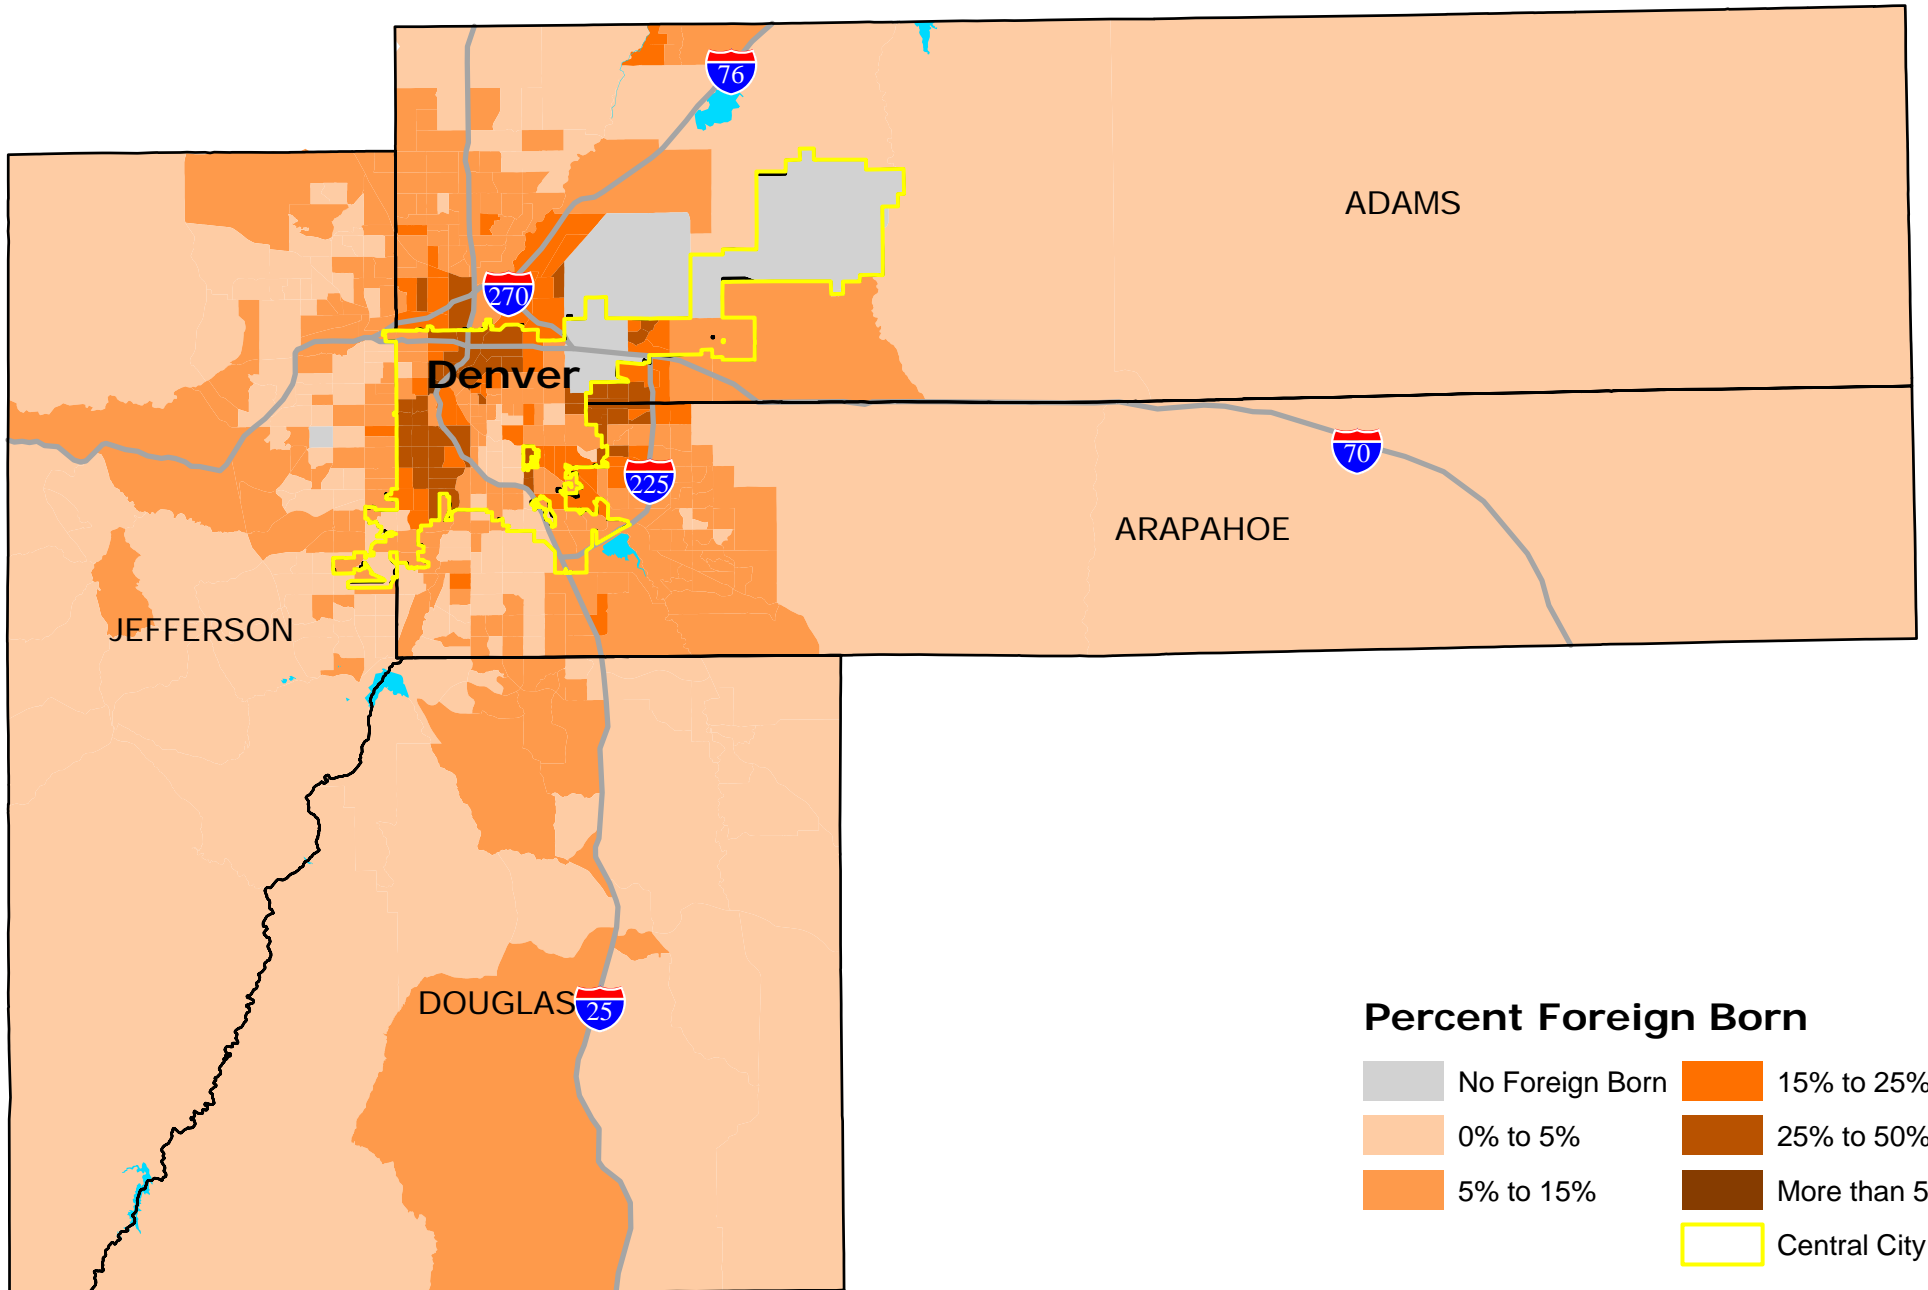 76
ADAMS
270
Denver
70
225
ARAPAHOE
JEFFERSON
DOUGLAS
25
Percent Foreign Born
No Foreign Born
15% to 25%
0% to 5%
25% to 50%
5% to 15%
More than 5
Central City